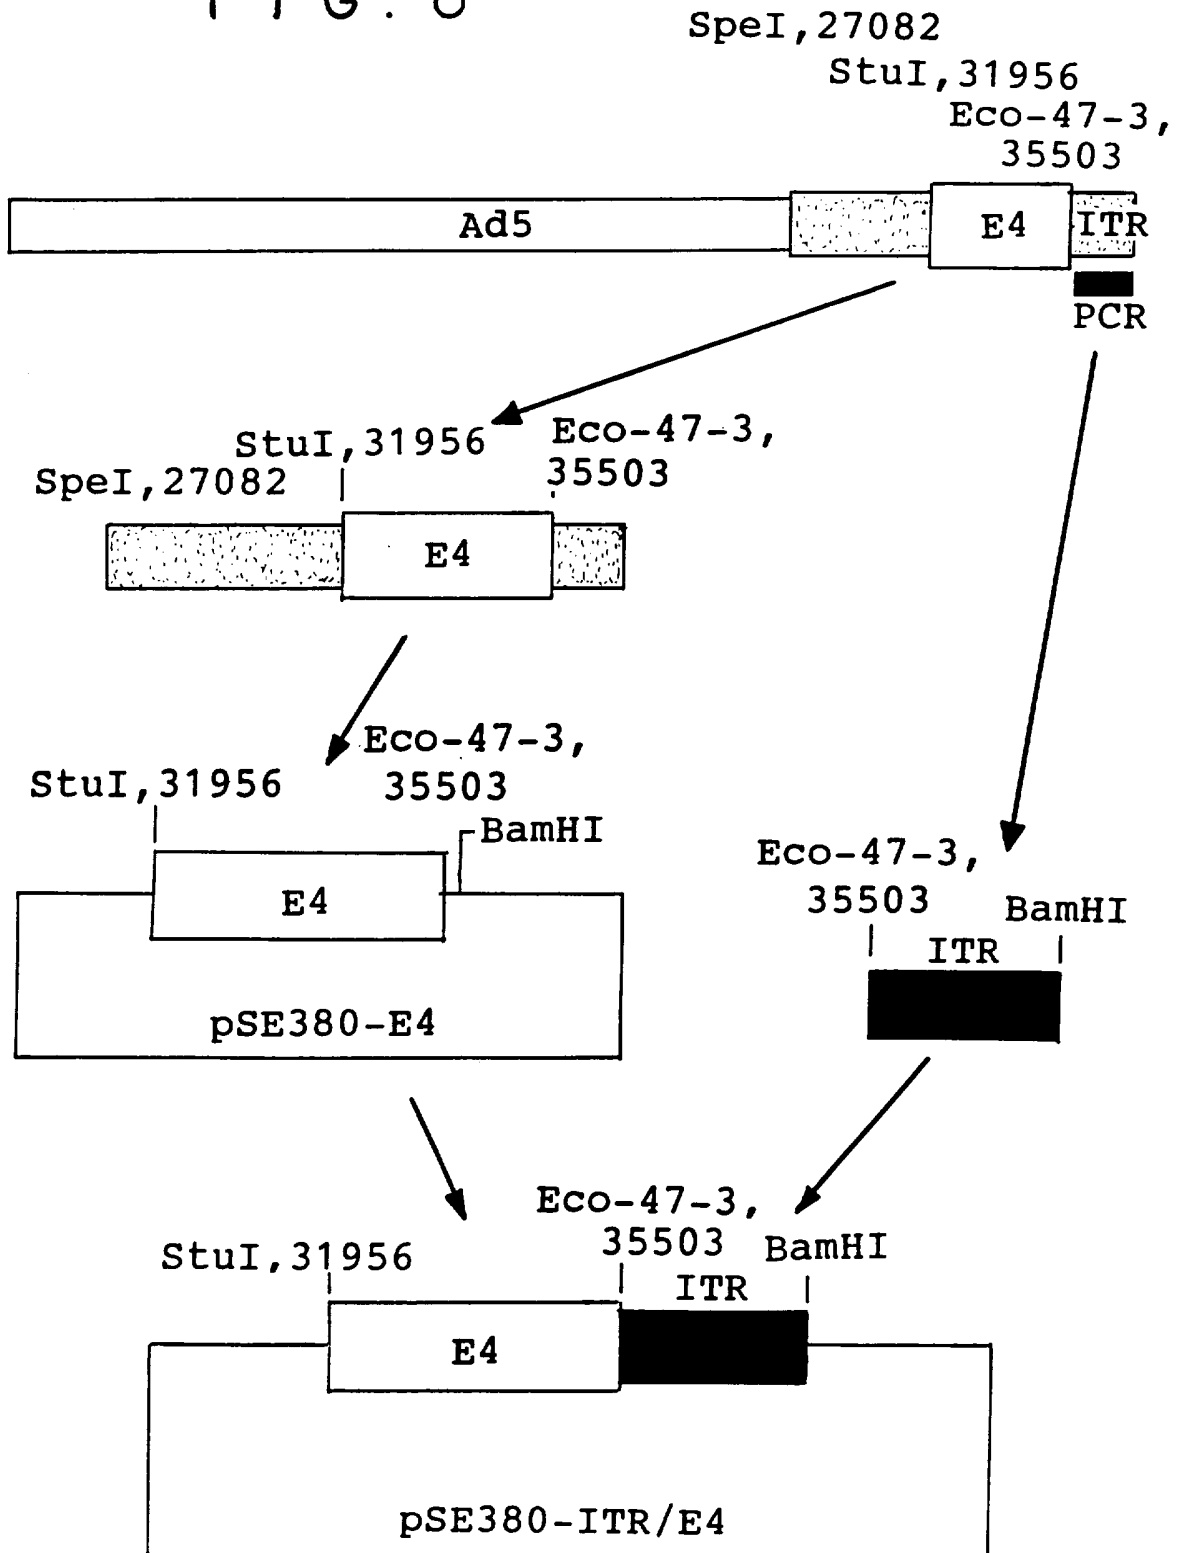 FIG.
SpeI,27082
StuI,31956
Eco-47-3,
35503
Ad5
E4
ITR
PCR
StuI,31956
Eco-47-3,
35503
SpeI,27082
E4
Eco-47-3,
35503
StuI,31956
BamHI
E4
pSE380-E4
Eco-47-3,
35503
BamHI
ITR
Eco-47-3,
35503
BamHI
StuI,31956
ITR
E4
pSE380-ITR/E4